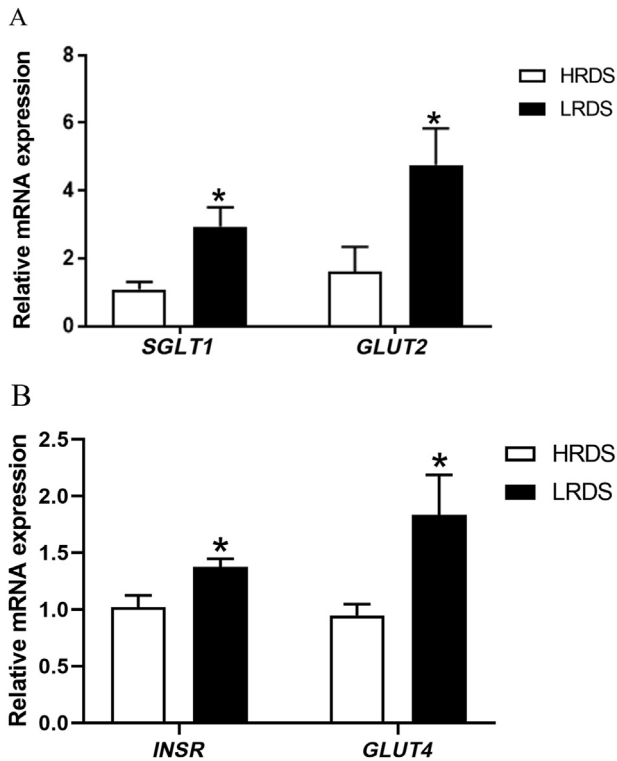 A
Relative mRNA expression
8
6
4
2
0
*
*
SGLT1
GLUT2
HRDS
LRDS
B
Relative mRNA expression
2.5
2.0
1.5
1.0
0.5
0.0
*
*
INSR
GLUT4
HRDS
LRDS